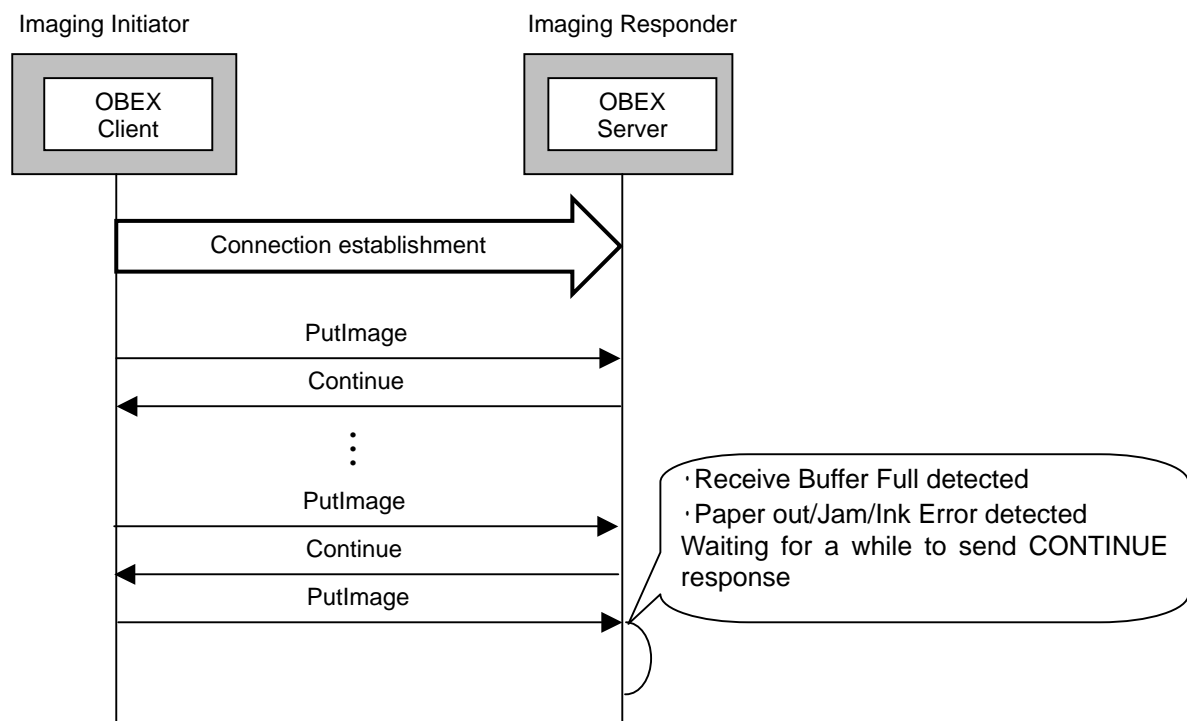 Imaging Initiator
Imaging Responder
OBEX
Client
OBEX
Server
Connection establishment
PutImage
Continue
PutImage
Continue
PutImage
·Receive Buffer Full detected
·Paper out/Jam/Ink Error detected
Waiting for a while to send CONTINUE
response